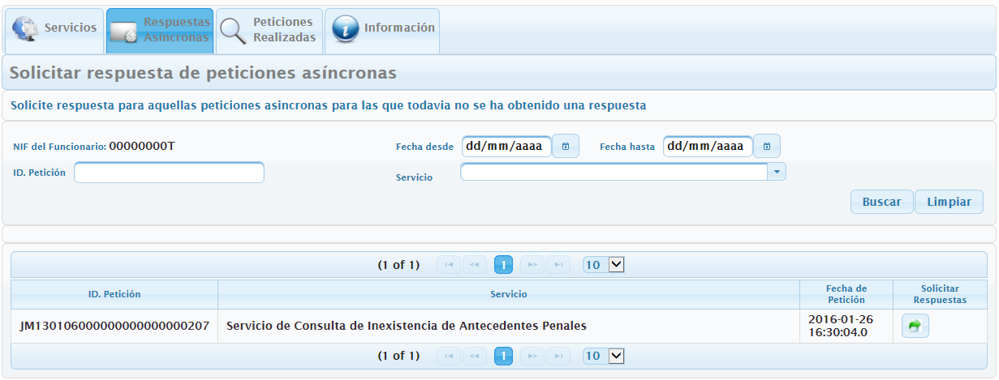 Servicios
Respuestas
Asíncronas
Peticiones
Realizadas
Información
Solicitar respuesta de peticiones asíncronas
Solicite respuesta para aquellas peticiones asincronas para las que todavia no se ha obtenido una respuesta
NIF del Funcionario: 00000000T
Fecha desde dd/mm/aaaa
Fecha hasta dd/mm/aaaa
ID. Petición
Servicio
Buscar
Limpiar
(1 of 1) 1 10
ID. Petición
Servicio
Fecha de
Petición
Solicitar
Respuestas
JM130106000000000000000207
Servicio de Consulta de Inexistencia de Antecedentes Penales
2016-01-26
16:30:04.0
(1 of 1) 1 10